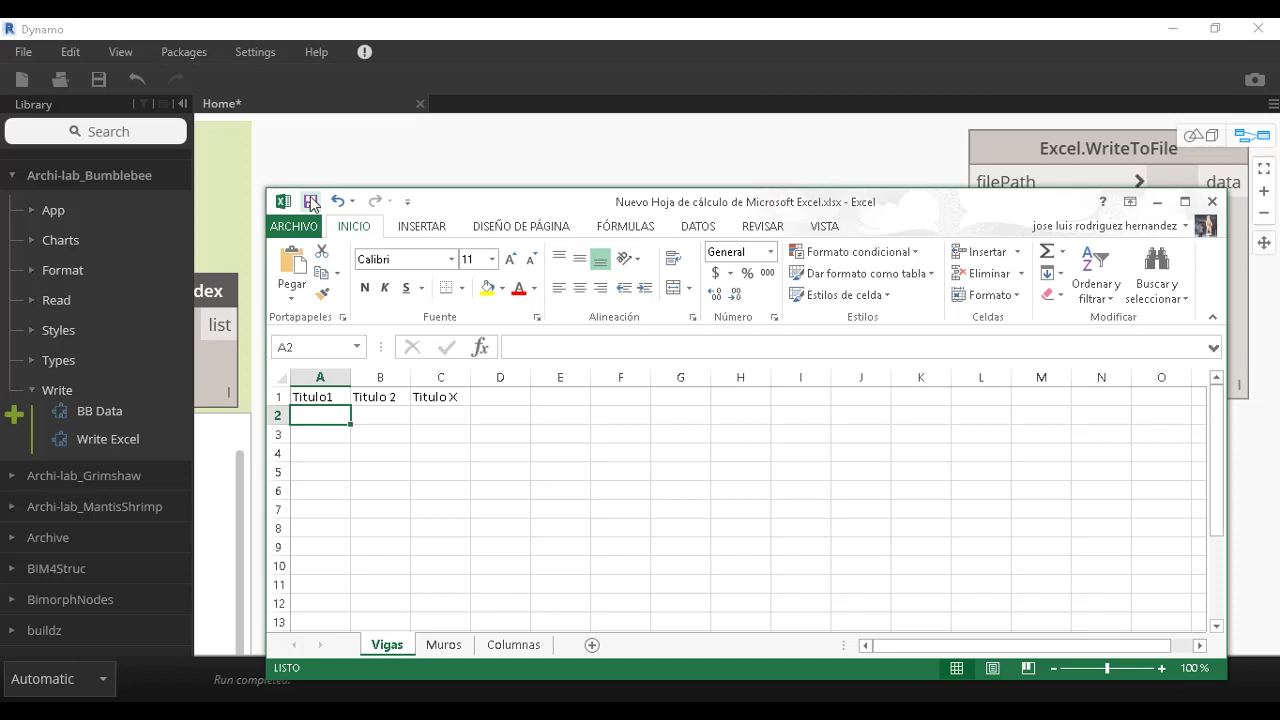 Dynamo
File Edit View Packages Settings Help
Library
Home*
Search
Archi-lab_Bumblebee
App
Charts
Format
Read
Styles
Types
Write
BB Data
Write Excel
Archi-lab_Grimshaw
Archi-lab_MantisShrimp
Archive
BIM4Struc
BimorphNodes
buildz
Automatic
Run completed.
list
Excel.WriteToFile
filePath data
Nuevo Hoja de cálculo de Microsoft Excel.xlsx - Excel
ARCHIVO INICIO INSERTAR DISEÑO DE PÁGINA FÓRMULAS DATOS REVISAR VISTA jose luis rodriguez hernandez
Pegar
Portapapeles
Calibri 11
N K S
Fuente
Alineación
General
$ % 000
Número
Formato condicional
Dar formato como tabla
Estilos de celda
Estilos
Insertar
Eliminar
Formato
Celdas
Ordenar y filtrar
Buscar y seleccionar
Modificar
A2 fx
A B C D E F G H I J K L M N O
1 Titulo1 Titulo 2 Titulo X
2
3
4
5
6
7
8
9
10
11
12
13
Vigas Muros Columnas
LISTO 100 %